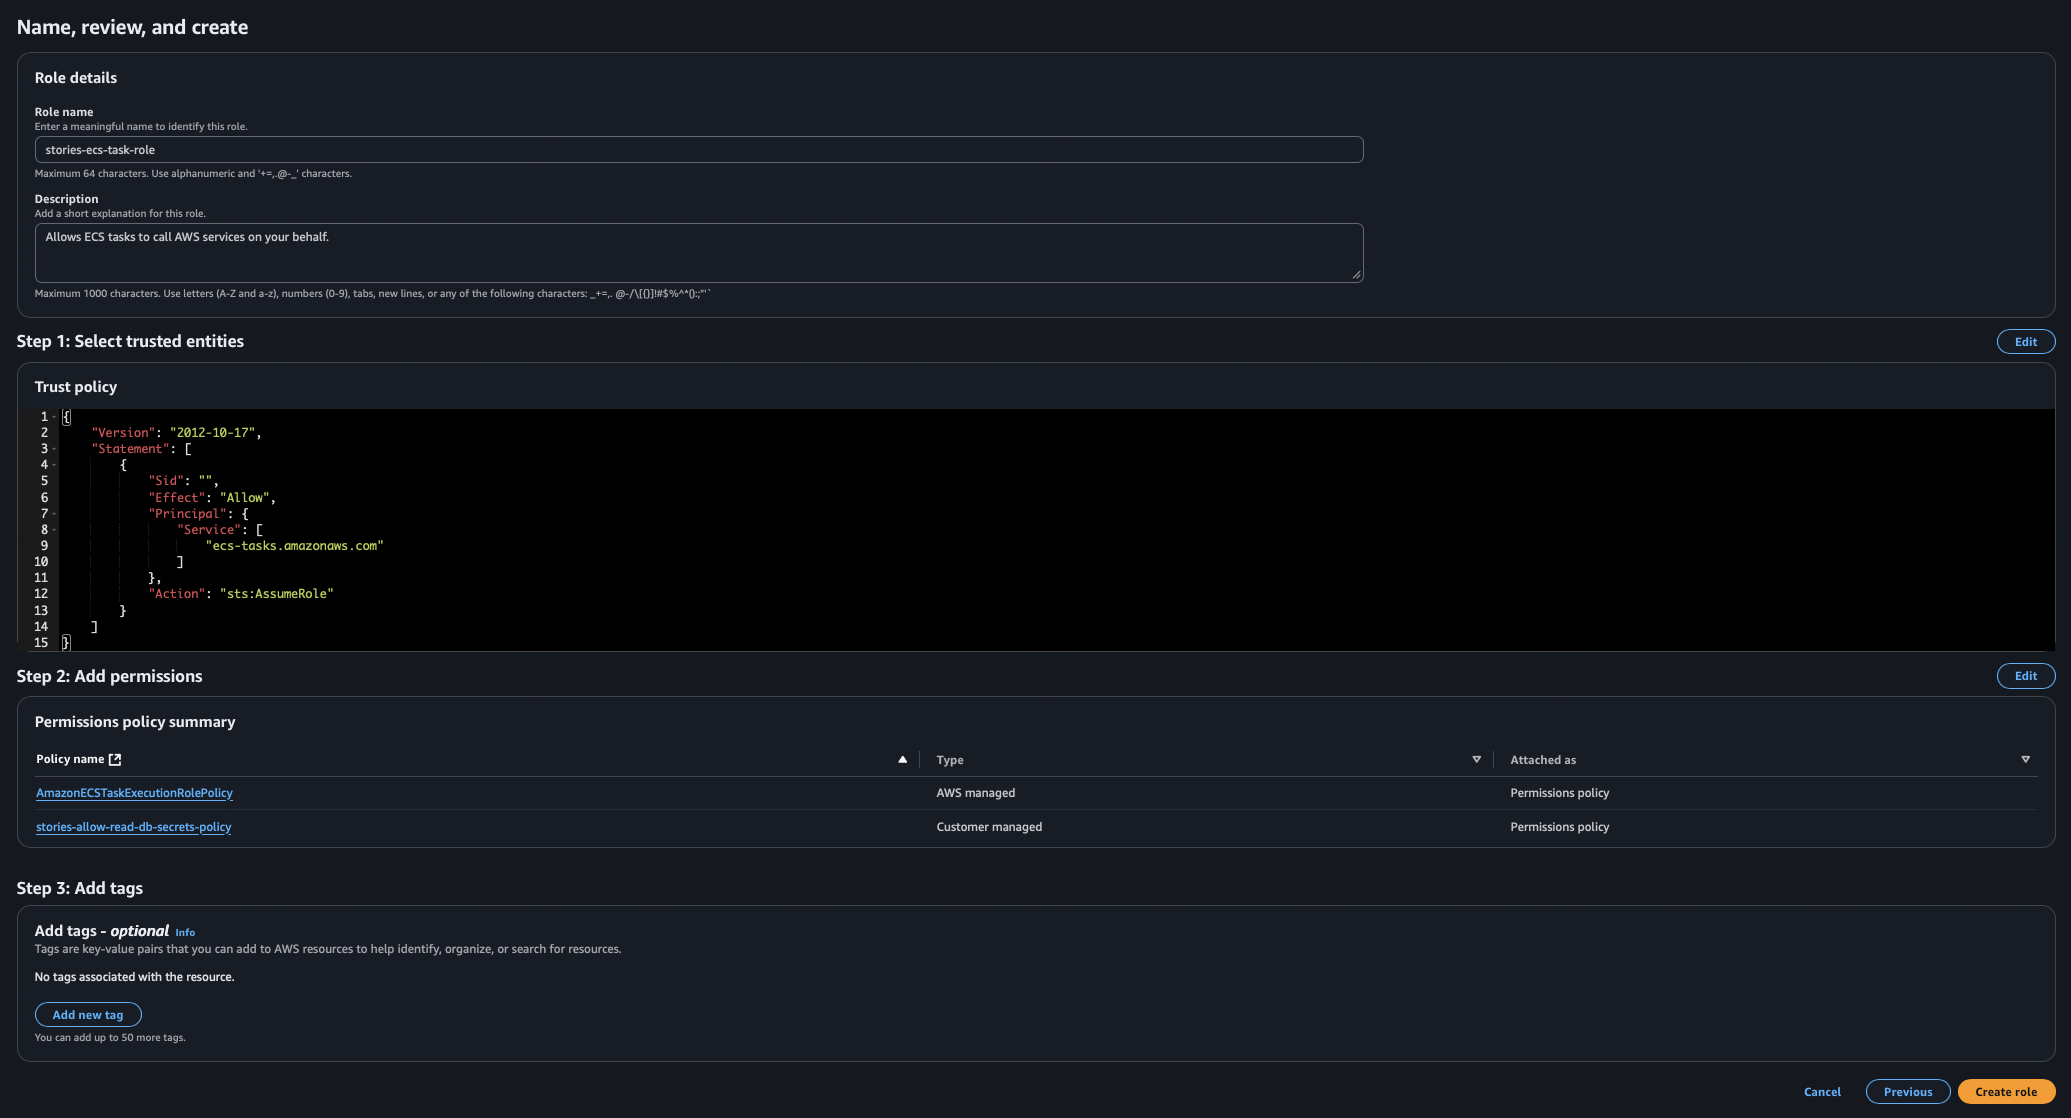 Name, review, and create
Role details
Role name
Enter a meaningful name to identify this role.
stories-ecs-task-role
Maximum 64 characters. Use alphanumeric and '+=,.@-_' characters.
Description
Add a short explanation for this role.
Allows ECS tasks to call AWS services on your behalf.
Maximum 1000 characters. Use letters (A-Z and a-z), numbers (0-9), tabs, new lines, or any of the following characters: _+=,. @-/\[{}]!#$%^*();:"'`
Step 1: Select trusted entities
Edit
Trust policy
1 {
2     "Version": "2012-10-17",
3     "Statement": [
4         {
5             "Sid": "",
6             "Effect": "Allow",
7             "Principal": {
8                 "Service": [
9                     "ecs-tasks.amazonaws.com"
10                 ]
11             },
12             "Action": "sts:AssumeRole"
13         }
14     ]
15 }
Step 2: Add permissions
Edit
Permissions policy summary
Policy name Type Attached as
AmazonECSTaskExecutionRolePolicy AWS managed Permissions policy
stories-allow-read-db-secrets-policy Customer managed Permissions policy
Step 3: Add tags
Add tags - optional Info
Tags are key-value pairs that you can add to AWS resources to help identify, organize, or search for resources.
No tags associated with the resource.
Add new tag
You can add up to 50 more tags.
Cancel Previous Create role